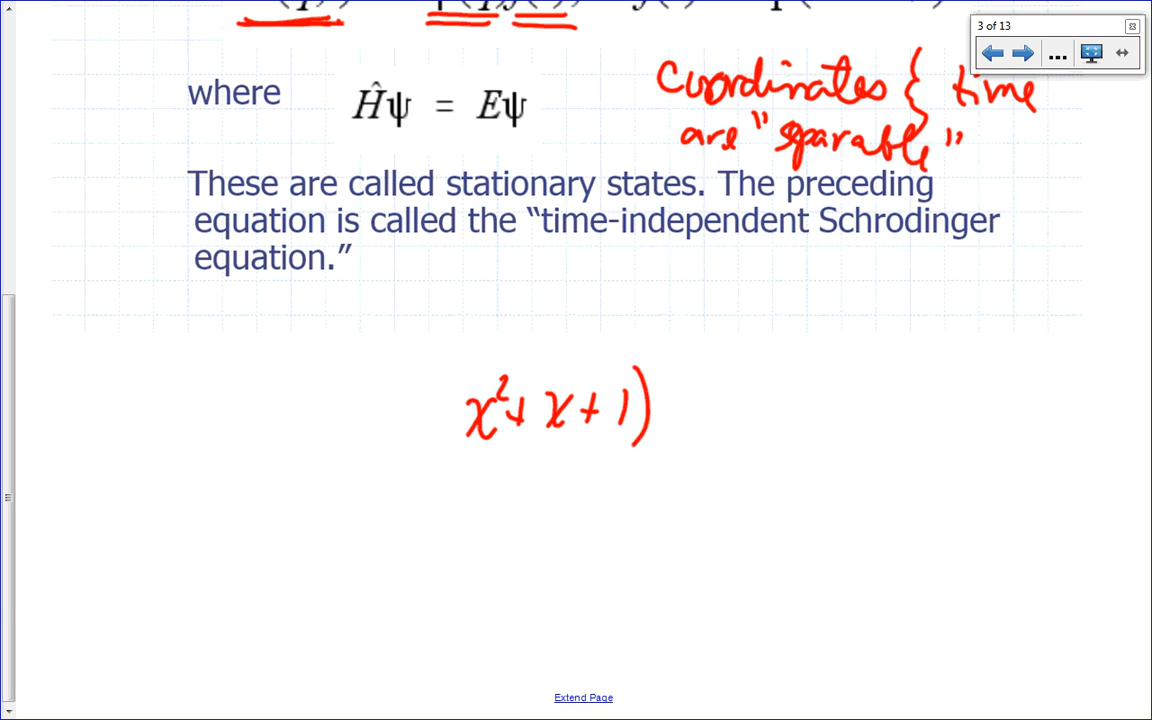 3 of 13
where Ĥψ = Eψ
Coordinates { time
are "separable"
These are called stationary states. The preceding
equation is called the “time-independent Schrodinger
equation.”
x²+ x + 1)
Extend Page